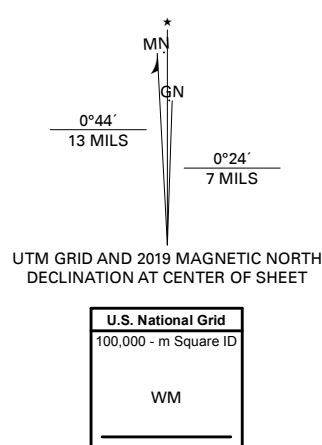 MN
GN
0°44´
13 MILS
0°24´
7 MILS
UTM GRID AND 2019 MAGNETIC NORTH
DECLINATION AT CENTER OF SHEET
U.S. National Grid
100,000 - m Square ID
WM